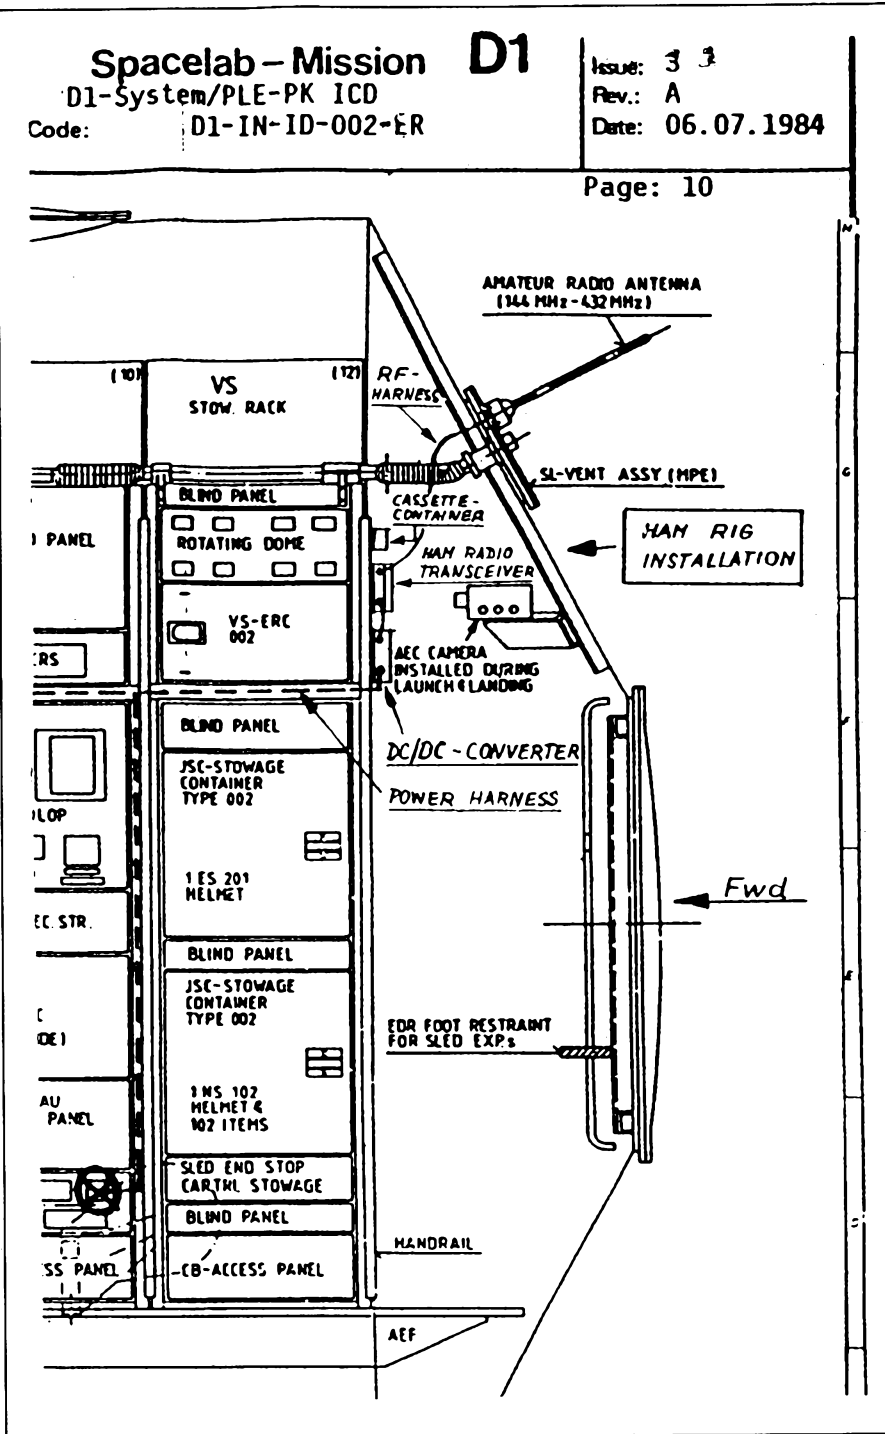 Spacelab – Mission D1
D1-System/PLE-PK ICD
Code: D1-IN-ID-002-ER
Issue: 3
Rev.: A
Date: 06.07.1984
Page: 10
AMATEUR RADIO ANTENNA
(144 MHz-432MHz)
(10)
VS
STOW. RACK
(12)
RF-
HARNESS
SL-VENT ASSY (MPE)
BLIND PANEL
CASSETTE-
CONTAINER
PANEL
ROTATING DOME
HAM RADIO
TRANSCEIVER
HAM RIG
INSTALLATION
VS-ERC
002
ERS
AEC CAMERA
INSTALLED DURING
LAUNCH & LANDING
BLIND PANEL
DC/DC-CONVERTER
JSC-STOWAGE
CONTAINER
TYPE 002
POWER HARNESS
LOP
1 ES 201
HELMET
Fwd
EC. STR.
BLIND PANEL
JSC-STOWAGE
CONTAINER
TYPE 002
EDR FOOT RESTRAINT
FOR SLED EXP.s
1 NS 102
HELMET &
102 ITEMS
AU
PANEL
SLED END STOP
CARTRL STOWAGE
BLIND PANEL
HANDRAIL
SS PANEL
CB-ACCESS PANEL
AEF
H
G
F
E
D